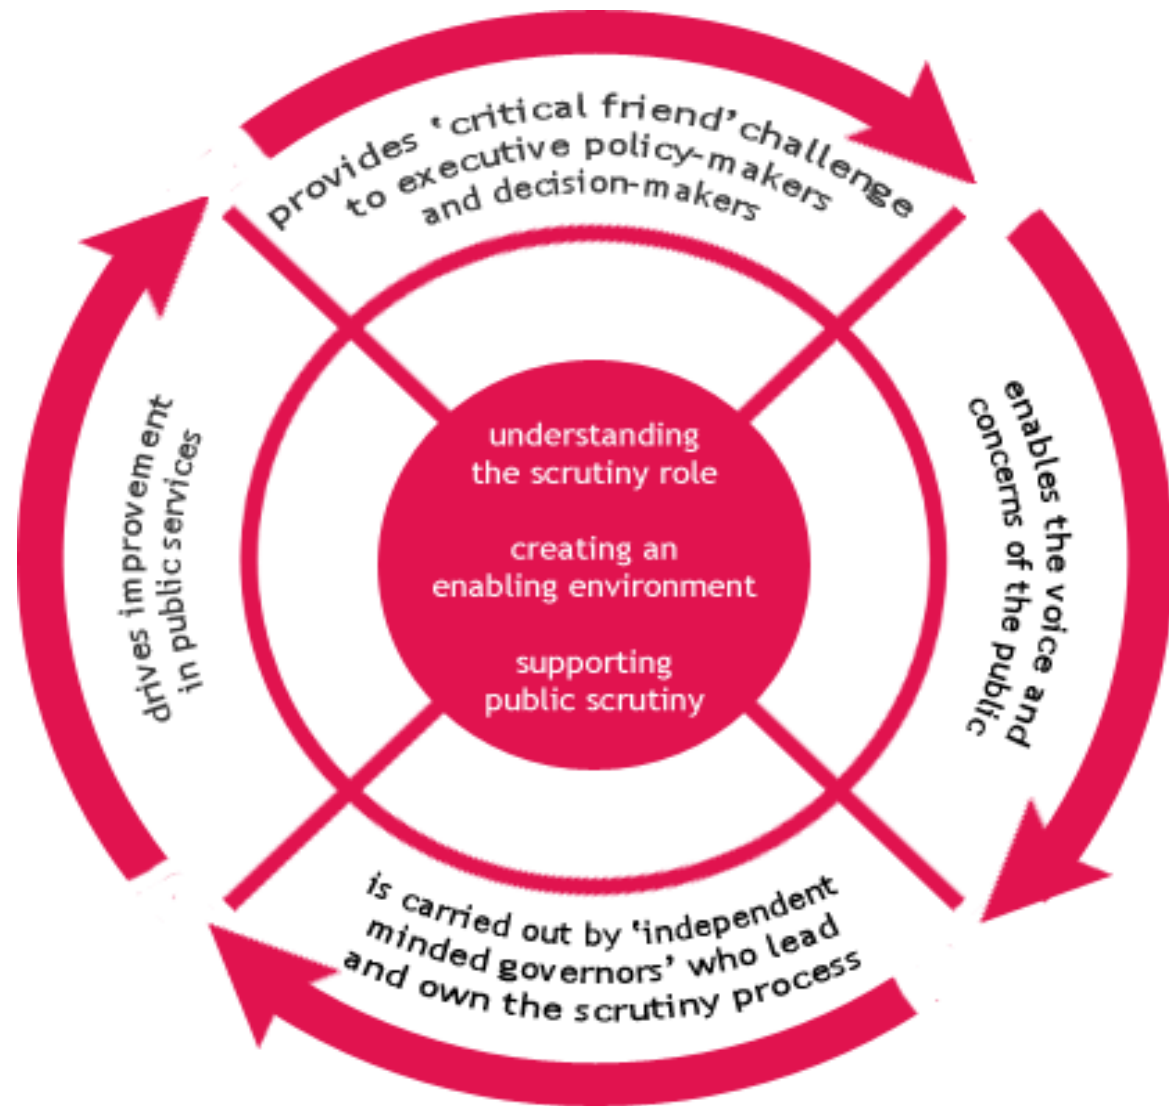 provides ‘critical friend’ challenge
to executive policy-makers
and decision-makers
enables the voice and
concerns of the public
is carried out by ‘independent
minded governors’ who lead
and own the scrutiny process
drives improvement
in public services
understanding
the scrutiny role
creating an
enabling environment
supporting
public scrutiny